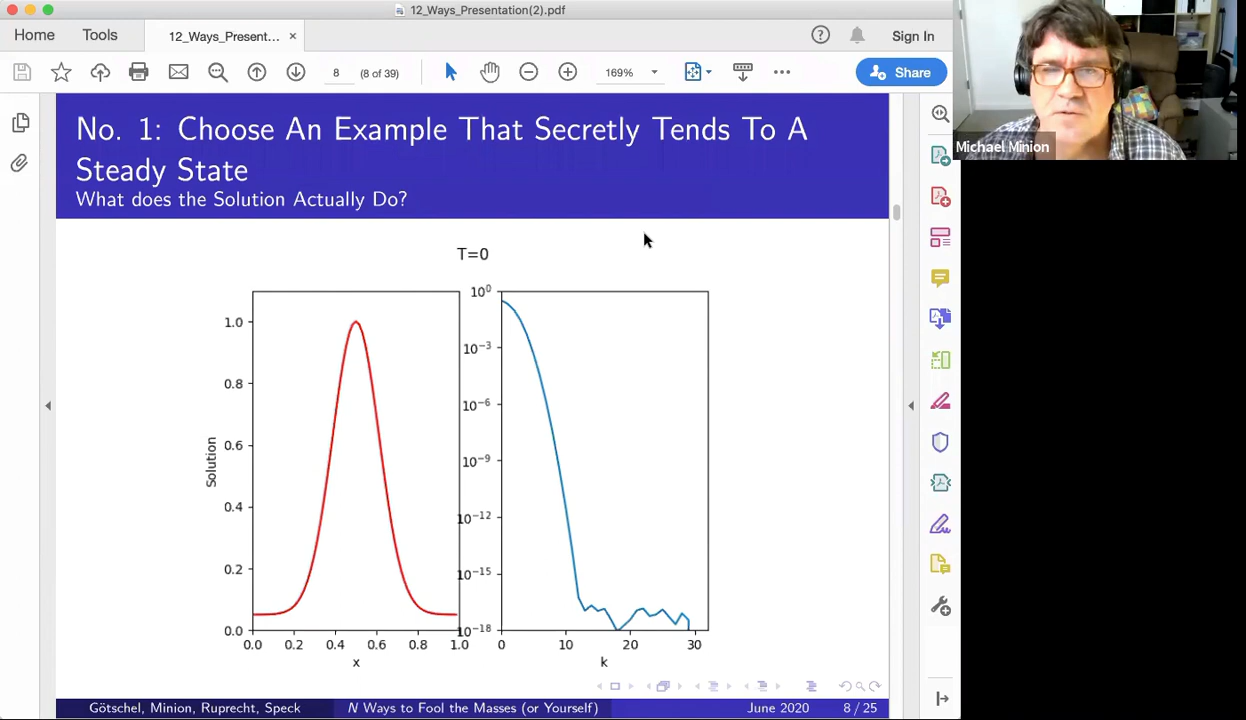 12_Ways_Presentation(2).pdf
Home
Tools
12_Ways_Present...
×
?
Sign In
8
(8 of 39)
169%
Share
Michael Minion
No. 1: Choose An Example That Secretly Tends To A
Steady State
What does the Solution Actually Do?
T=0
Solution
1.0
0.8
0.6
0.4
0.2
0.0
0.0 0.2 0.4 0.6 0.8 1.0
x
10⁰
10⁻³
10⁻⁶
10⁻⁹
10⁻¹²
10⁻¹⁵
10⁻¹⁸
0 10 20 30
k
Götschel, Minion, Ruprecht, Speck
N Ways to Fool the Masses (or Yourself)
June 2020
8 / 25